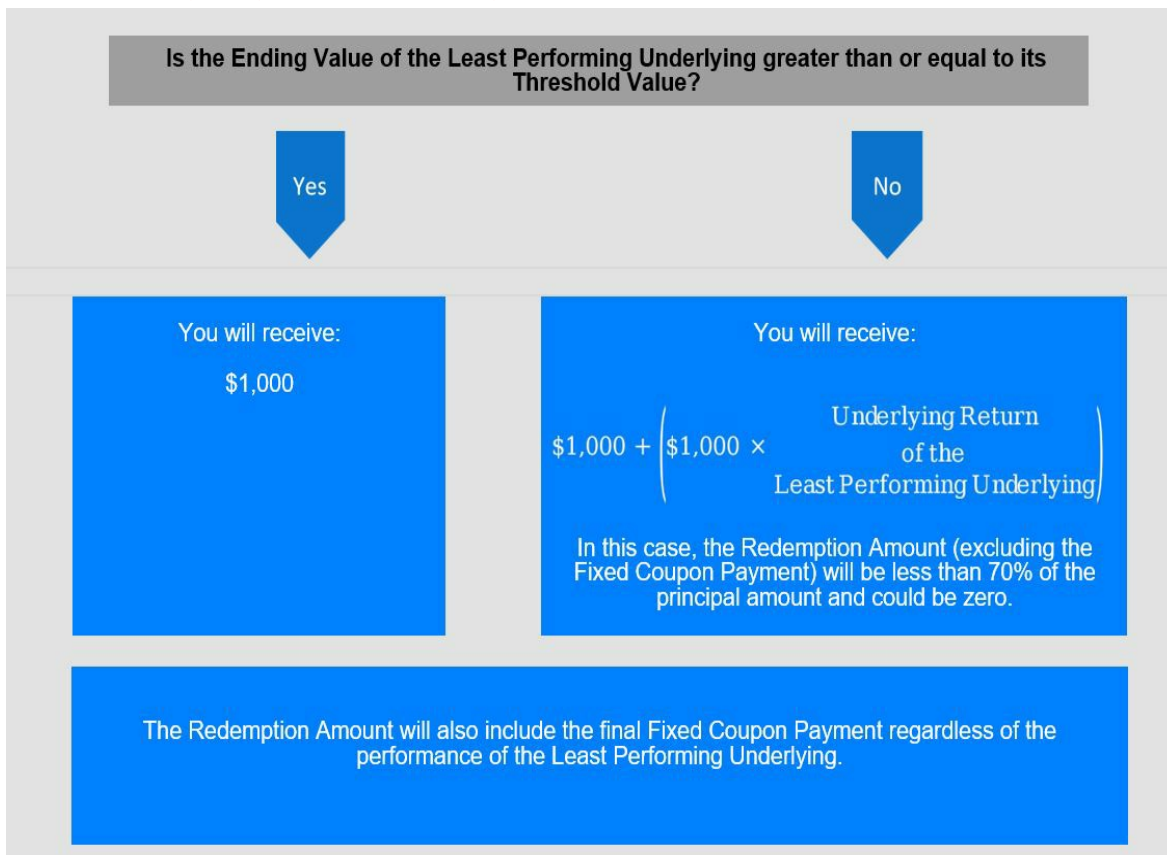 Is the Ending Value of the Least Performing Underlying greater than or equal to its
Threshold Value?
Yes
No
You will receive:
$1,000
You will receive:
$1,000 + ($1,000 × Underlying Return
of the
Least Performing Underlying)
In this case, the Redemption Amount (excluding the
Fixed Coupon Payment) will be less than 70% of the
principal amount and could be zero.
The Redemption Amount will also include the final Fixed Coupon Payment regardless of the
performance of the Least Performing Underlying.